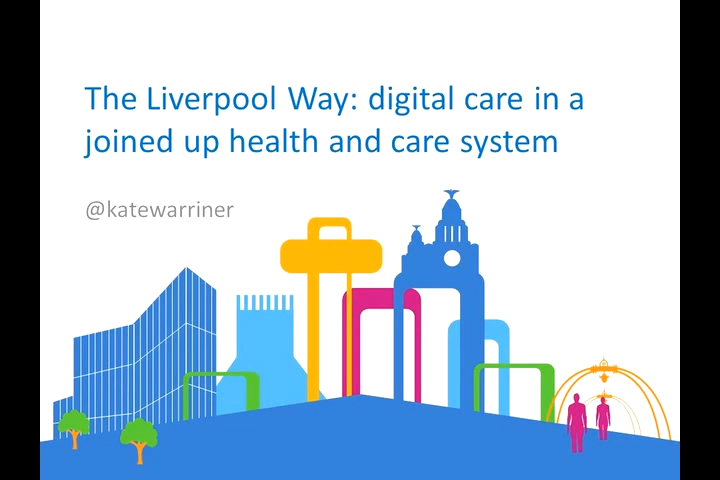 The Liverpool Way: digital care in a
joined up health and care system
@katewarriner